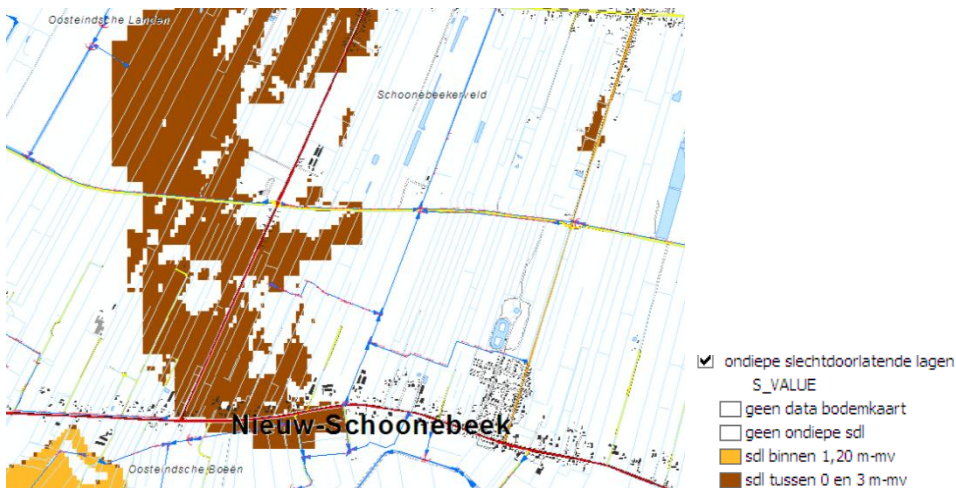 Oosteindsche Landen
Schoonebeekerveld
Nieuw-Schoonebeek
Oosteindsche Boeën
ondiepe slechtdoorlatende lagen
S_VALUE
geen data bodemkaart
geen ondiepe sdl
sdl binnen 1,20 m-mv
sdl tussen 0 en 3 m-mv